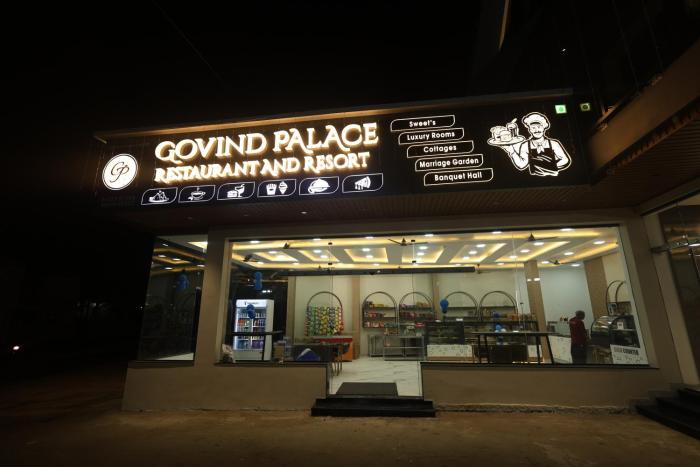 GOVIND PALACE
RESTAURANT AND RESORT
GP
Sweet's
Luxury Rooms
Cottages
Marriage Garden
Banquet Hall